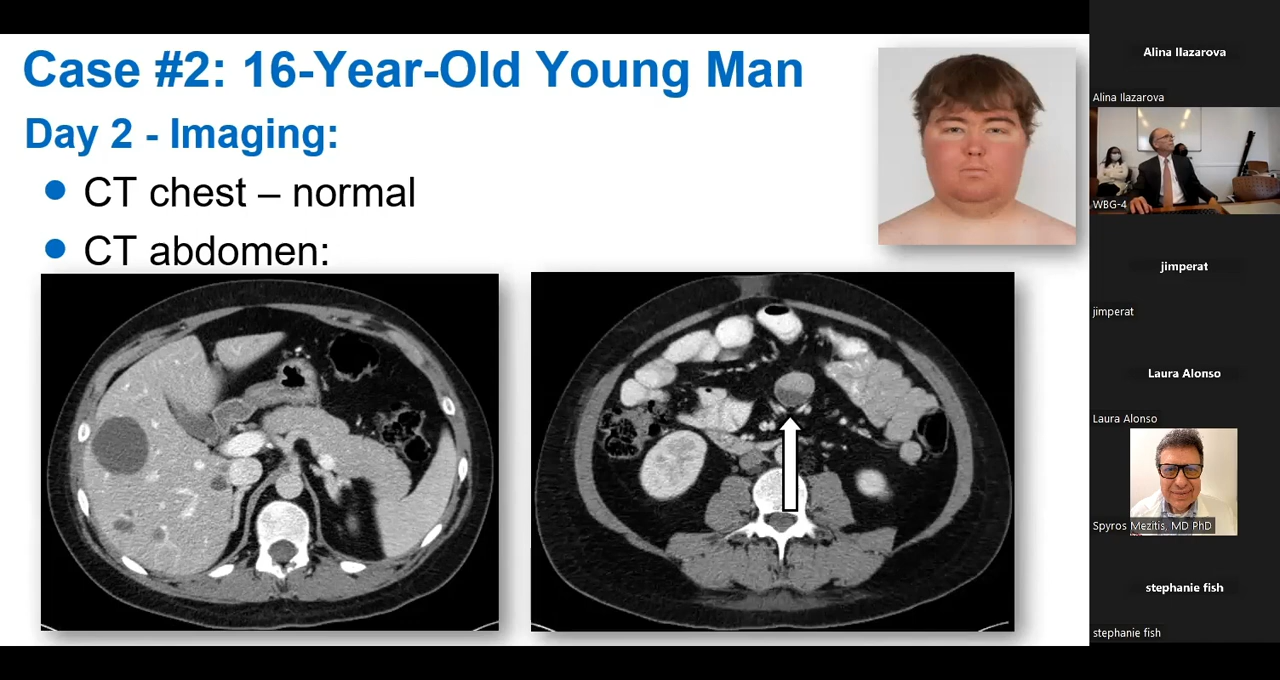 Case #2: 16-Year-Old Young Man
Day 2 - Imaging:
CT chest – normal
CT abdomen:
Alina Ilazarova
Alina Ilazarova
WBG-4
jimperat
jimperat
Laura Alonso
Laura Alonso
Spyros Mezitis, MD PhD
stephanie fish
stephanie fish